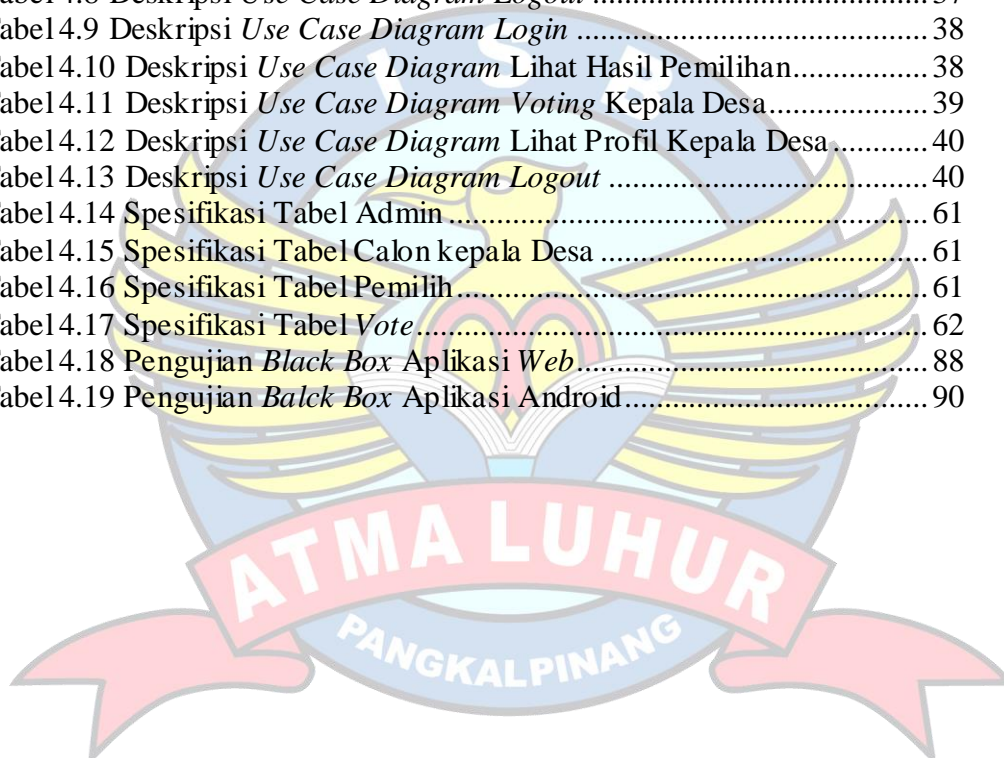 Tabel 4.8 Deskripsi Use Case Diagram Logout ........................................ 37
Tabel 4.9 Deskripsi Use Case Diagram Login ........................................... 38
Tabel 4.10 Deskripsi Use Case Diagram Lihat Hasil Pemilihan................. 38
Tabel 4.11 Deskripsi Use Case Diagram Voting Kepala Desa.................... 39
Tabel 4.12 Deskripsi Use Case Diagram Lihat Profil Kepala Desa ............ 40
Tabel 4.13 Deskripsi Use Case Diagram Logout ........................................ 40
Tabel 4.14 Spesifikasi Tabel Admin ............................................................ 61
Tabel 4.15 Spesifikasi Tabel Calon kepala Desa ......................................... 61
Tabel 4.16 Spesifikasi Tabel Pemilih........................................................... 61
Tabel 4.17 Spesifikasi Tabel Vote................................................................ 62
Tabel 4.18 Pengujian Black Box Aplikasi Web............................................ 88
Tabel 4.19 Pengujian Balck Box Aplikasi Android...................................... 90
I S B
ATMA LUHUR
PANGKALPINANG